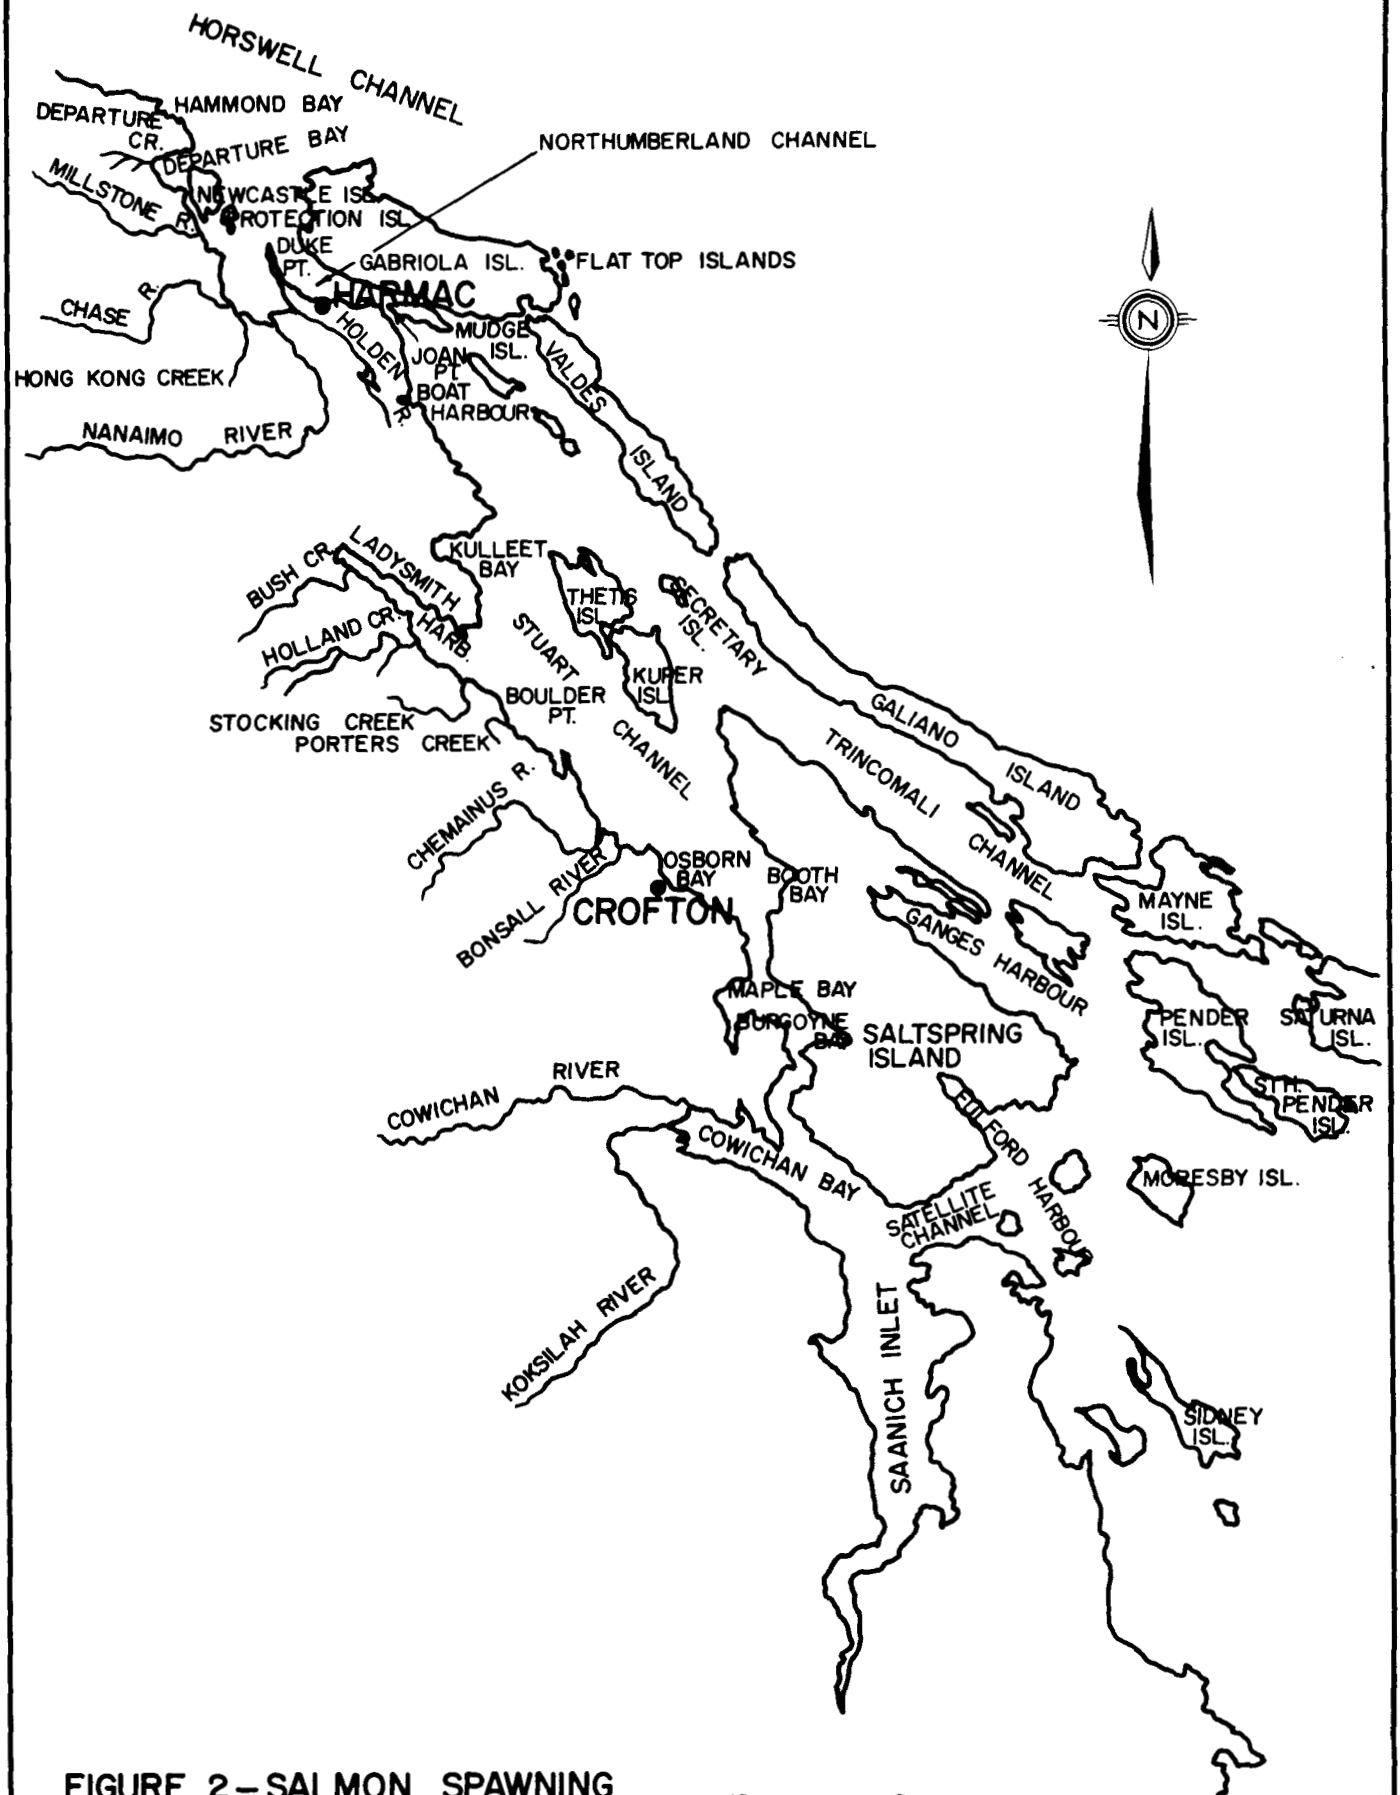 HORSWELL CHANNEL
HAMMOND BAY
DEPARTURE
CR.
DEPARTURE BAY
NORTHUMBERLAND CHANNEL
MILLSTONE R.
NEWCASTLE ISL
PROTECTION ISL
DUKE
PT.
GABRIOLA ISL.
FLAT TOP ISLANDS
HARMAC
CHASE R.
HOLDEN R.
MUDGE
ISL.
JOAN
PT
VALDES
ISLAND
HONG KONG CREEK
BOAT
HARBOUR
NANAIMO RIVER
N
KULLEET
BAY
LADYSMITH
HARB.
BUSH CR.
THETIS
ISL.
SECRETARY
ISL.
HOLLAND CR.
STUART
CHANNEL
KUPER
ISL.
BOULDER
PT.
STOCKING CREEK
PORTERS CREEK
GALIANO
ISLAND
TRINCOMALI
CHANNEL
CHEMAINUS R.
OSBORN
BAY
BOOTH
BAY
BONSALL RIVER
CROFTON
MAYNE
ISL.
GANGES HARBOUR
MAPLE BAY
BURGOYNE
BAY
SALTSPRING
ISLAND
PENDER
ISL.
SATURNA
ISL.
COWICHAN RIVER
STH.
PENDER
ISL.
FULFORD HARBOUR
COWICHAN BAY
MORESBY ISL.
SATELLITE
CHANNEL
KOKSILAH RIVER
SAANICH INLET
SIDNEY
ISL.
FIGURE 2-SALMON SPAWNING